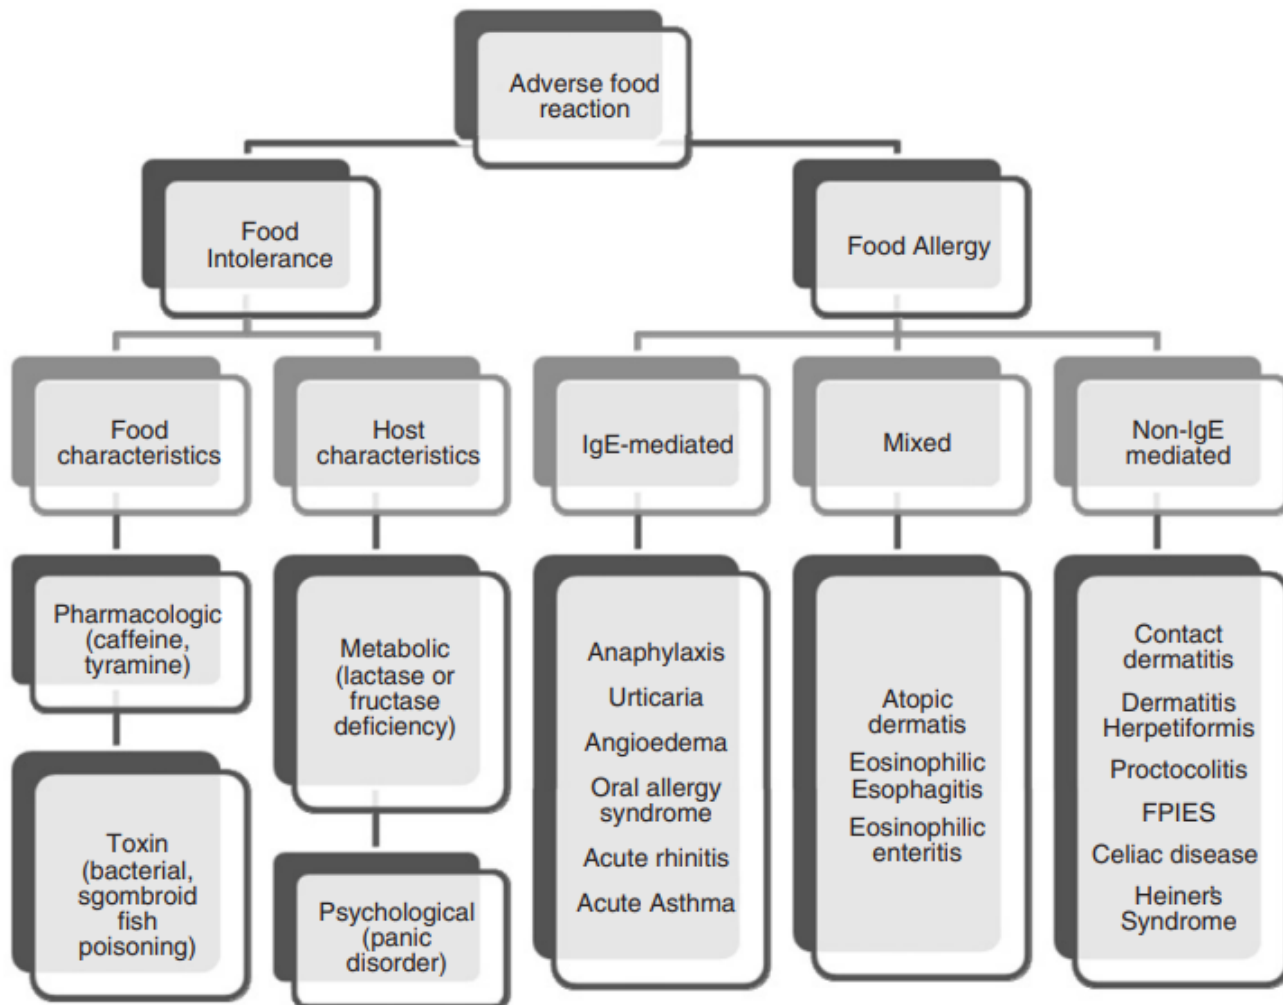 Adverse food
reaction
Food
Intolerance
Food Allergy
Food
characteristics
Host
characteristics
IgE-mediated
Mixed
Non-IgE
mediated
Pharmacologic
(caffeine,
tyramine)
Toxin
(bacterial,
sgombroid
fish
poisoning)
Metabolic
(lactase or
fructase
deficiency)
Psychological
(panic
disorder)
Anaphylaxis
Urticaria
Angioedema
Oral allergy
syndrome
Acute rhinitis
Acute Asthma
Atopic
dermatis
Eosinophilic
Esophagitis
Eosinophilic
enteritis
Contact
dermatitis
Dermatitis
Herpetiformis
Proctocolitis
FPIES
Celiac disease
Heiner's
Syndrome